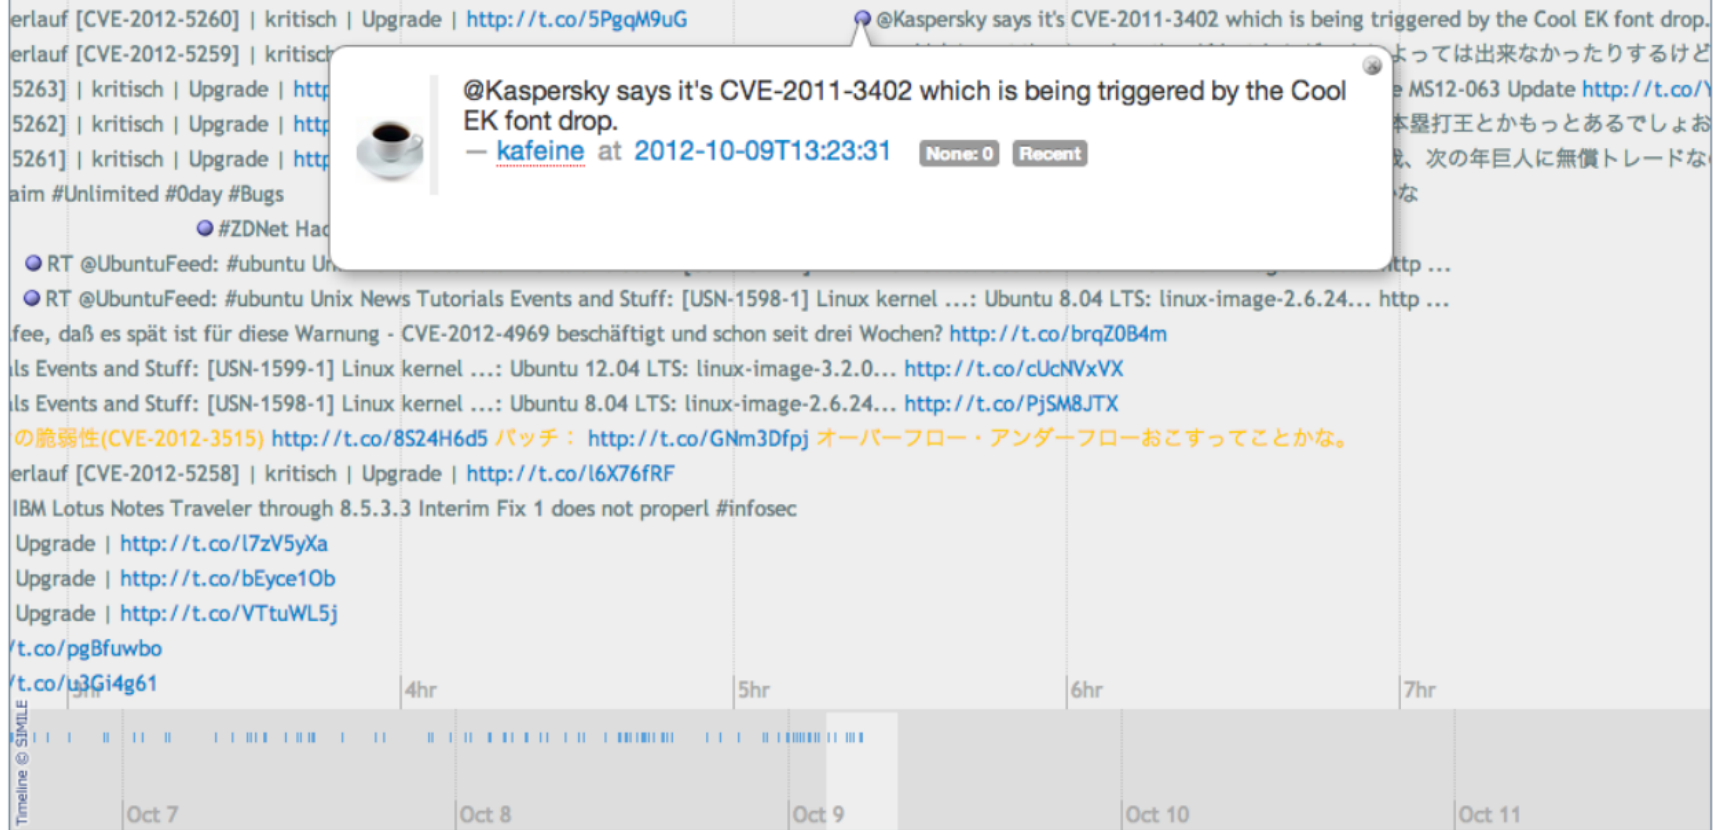 erlauf [CVE-2012-5260] | kritisch | Upgrade | http://t.co/5PgqM9uG
@Kaspersky says it's CVE-2011-3402 which is being triggered by the Cool EK font drop.
erlauf [CVE-2012-5259] | kritisch
よっては出来なかったりするけど
5263] | kritisch | Upgrade | http
MS12-063 Update http://t.co/Y
5262] | kritisch | Upgrade | http
本塁打王とかもっとあるでしょお
5261] | kritisch | Upgrade | http
、次の年巨人に無償トレードな
@Kaspersky says it's CVE-2011-3402 which is being triggered by the Cool
EK font drop.
— kafeine at 2012-10-09T13:23:31 None: 0 Recent
aim #Unlimited #0day #Bugs
な
#ZDNet Hac
RT @UbuntuFeed: #ubuntu Un
http ...
RT @UbuntuFeed: #ubuntu Unix News Tutorials Events and Stuff: [USN-1598-1] Linux kernel ...: Ubuntu 8.04 LTS: linux-image-2.6.24... http ...
fee, daß es spät ist für diese Warnung - CVE-2012-4969 beschäftigt und schon seit drei Wochen? http://t.co/brqZ0B4m
ls Events and Stuff: [USN-1599-1] Linux kernel ...: Ubuntu 12.04 LTS: linux-image-3.2.0... http://t.co/cUcNVxVX
ls Events and Stuff: [USN-1598-1] Linux kernel ...: Ubuntu 8.04 LTS: linux-image-2.6.24... http://t.co/PjSM8JTX
の脆弱性(CVE-2012-3515) http://t.co/8S24H6d5 パッチ： http://t.co/GNm3Dfpj オーバーフロー・アンダーフローおこすってことかな。
erlauf [CVE-2012-5258] | kritisch | Upgrade | http://t.co/l6X76fRF
IBM Lotus Notes Traveler through 8.5.3.3 Interim Fix 1 does not properl #infosec
Upgrade | http://t.co/l7zV5yXa
Upgrade | http://t.co/bEyce1Ob
Upgrade | http://t.co/VTtuWL5j
/t.co/pgBfuwbo
/t.co/u3Gi4g61
3hr 4hr 5hr 6hr 7hr
Timeline © SIMILE
Oct 7 Oct 8 Oct 9 Oct 10 Oct 11